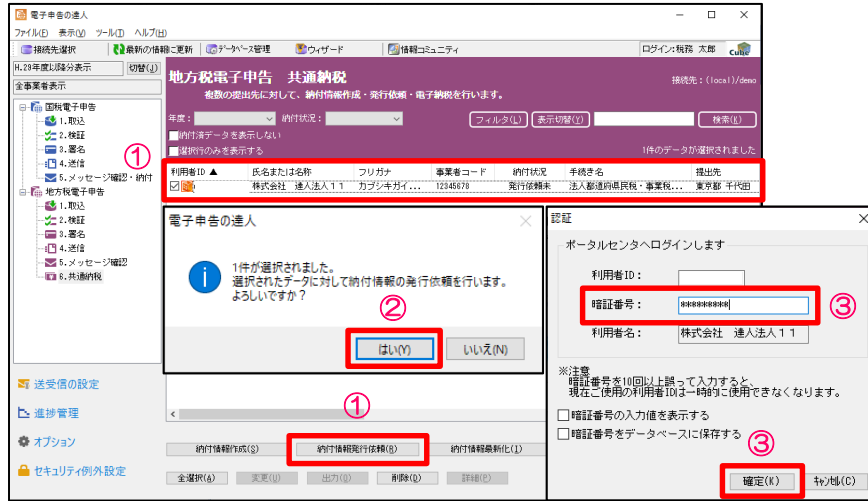 電子申告の達人
ファイル(F) 表示(V) ツール(T) ヘルプ(H)
接続先選択 最新の情報に更新 データベース管理 ウィザード 情報コミュニティ ログイン:税務 太郎 Cube
H.29年度以降分表示 切替(J)
全事業者表示
国税電子申告
1.取込
2.検証
3.署名
4.送信
5.メッセージ確認・納付
地方税電子申告
1.取込
2.検証
3.署名
4.送信
5.メッセージ確認
6.共通納税
①
送受信の設定
進捗管理
オプション
セキュリティ例外設定
地方税電子申告 共通納税
接続先:(local)/demo
複数の提出先に対して、納付情報作成・発行依頼・電子納税を行います。
年度: 納付状況: フィルタ(L) 表示切替(Y) 検索(K)
納付済データを表示しない
選択行のみを表示する 1件のデータが選択されました
利用者ID ▲ 氏名または名称 フリガナ 事業者コード 納付状況 手続き名 提出先
株式会社 達人法人11 カブシキガイ... 12345678 発行依頼未 法人都道府県民税・事業税... 東京都 千代田
電子申告の達人
1件が選択されました。
選択されたデータに対して納付情報の発行依頼を行います。
よろしいですか?
②
はい(Y) いいえ(N)
①
納付情報作成(S) 納付情報発行依頼(R) 納付情報最新化(I)
全選択(A) 変更(U) 出力(O) 削除(D) 詳細(P)
認証
ポータルセンタへログインします
利用者ID:
暗証番号: *********
③
利用者名: 株式会社 達人法人11
※注意
暗証番号を10回以上誤って入力すると、
現在ご使用の利用者IDは一時的に使用できなくなります。
暗証番号の入力値を表示する
暗証番号をデータベースに保存する
③
確定(K) キャンセル(C)